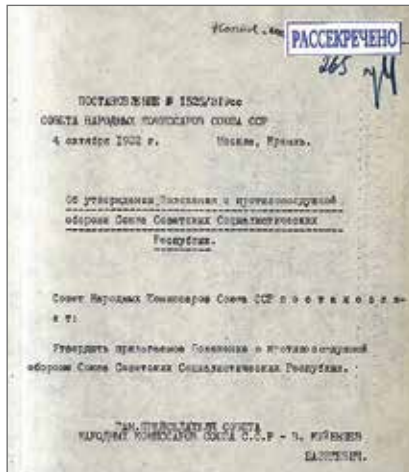 РАССЕКРЕЧЕНО
265
ПОСТАНОВЛЕНИЕ № 1525/319сс
СОВЕТА НАРОДНЫХ КОМИССАРОВ СОЮЗА ССР
4 октября 1932 г. Москва, Кремль.
Об утверждении Положения о противовоздушной
обороне Союза Советских Социалистических
Республик.
Совет Народных Комиссаров Союза ССР п о с т а н о в л я-
е т:
Утвердить прилагаемое Положение о противовоздушной
обороне Союза Советских Социалистических Республик.
ЗАМ.ПРЕДСЕДАТЕЛЯ СОВЕТА
НАРОДНЫХ КОМИССАРОВ СОЮЗА С.С.Р - В. КУЙБЫШЕВ